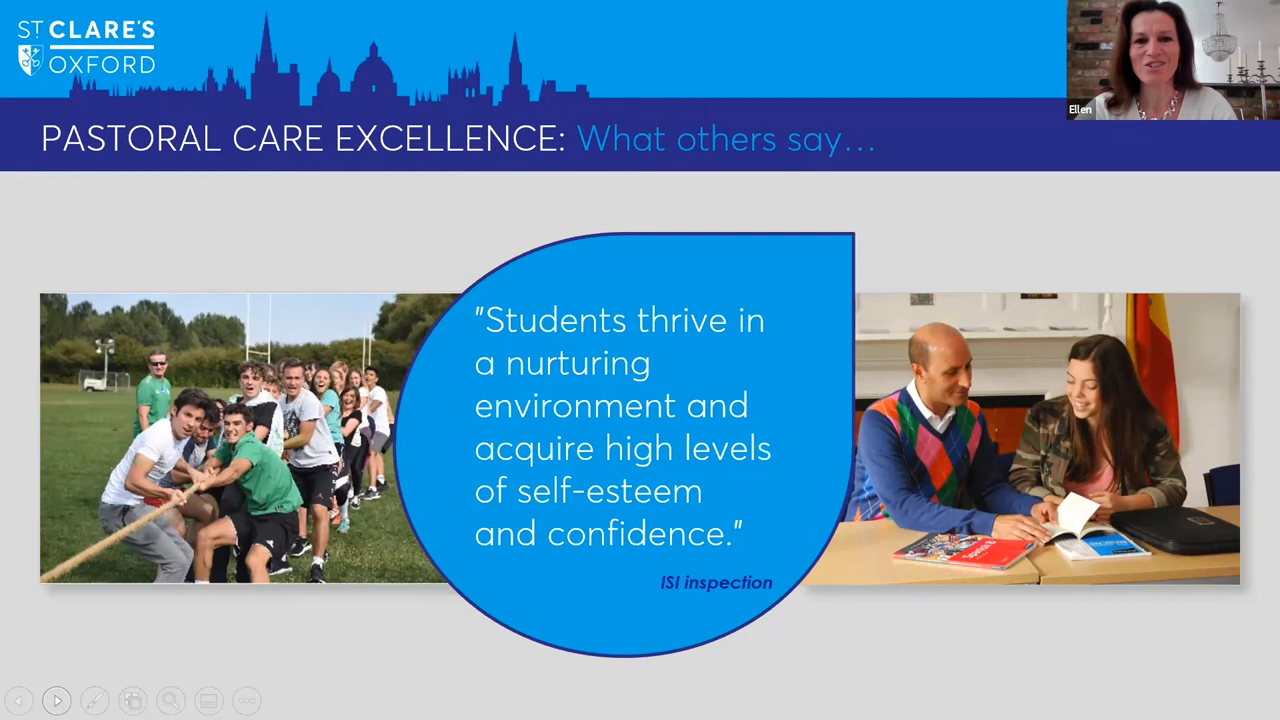 ST CLARE'S
OXFORD
Ellen
PASTORAL CARE EXCELLENCE: What others say...
"Students thrive in
a nurturing
environment and
acquire high levels
of self-esteem
and confidence."
ISI inspection